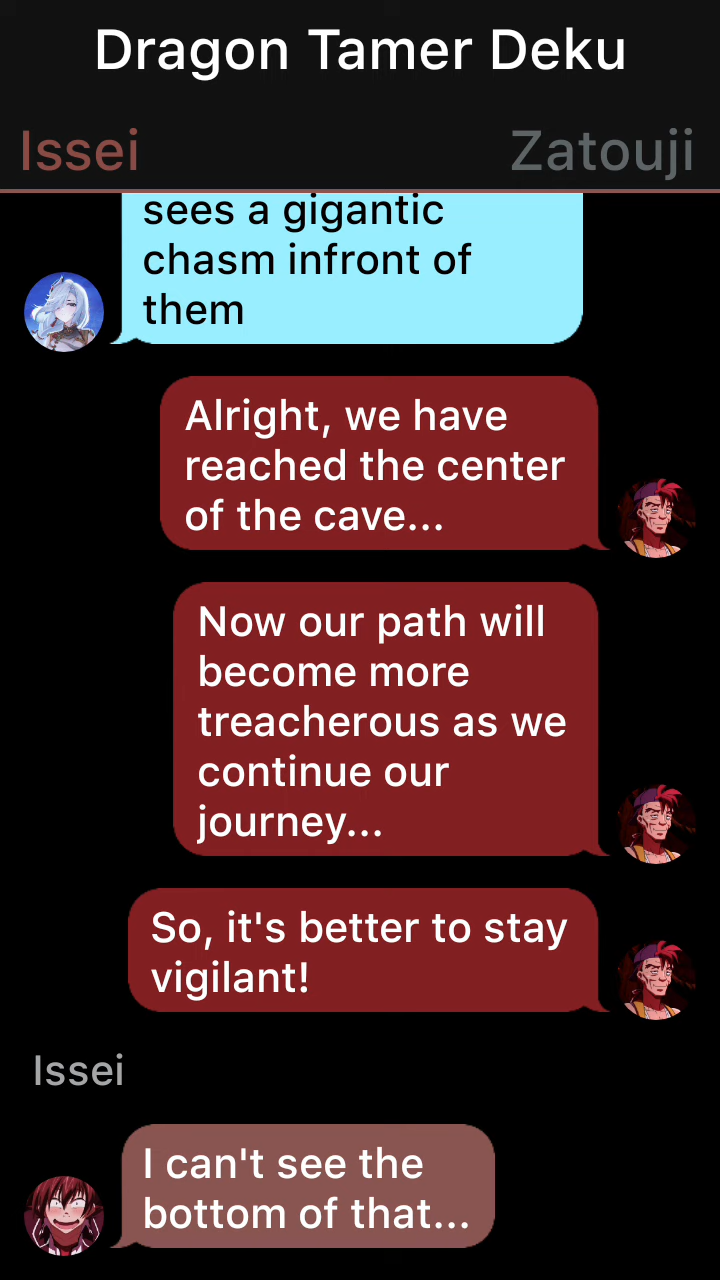 Dragon Tamer Deku
Issei
Zatouji
sees a gigantic
chasm infront of
them
Alright, we have
reached the center
of the cave...
Now our path will
become more
treacherous as we
continue our
journey...
So, it's better to stay
vigilant!
Issei
I can't see the
bottom of that...